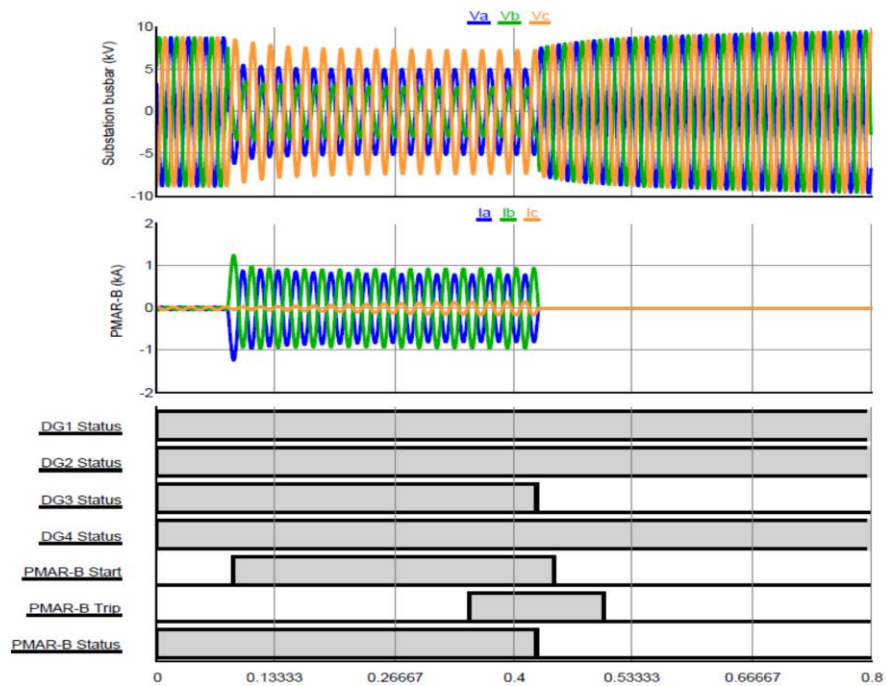 Va Vb Vc
Substation busbar (kV)
10
5
0
-5
-10
Ia Ib Ic
PMAR-B (kA)
2
1
0
-1
-2
DG1 Status
DG2 Status
DG3 Status
DG4 Status
PMAR-B Start
PMAR-B Trip
PMAR-B Status
0 0.13333 0.26667 0.4 0.53333 0.66667 0.8